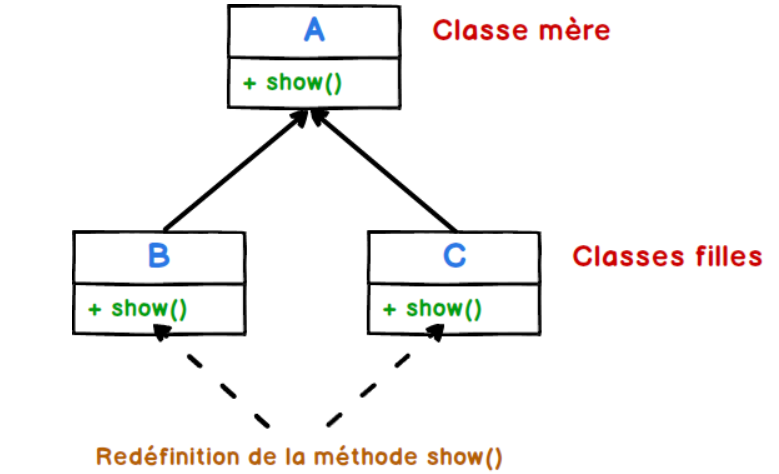 A
Classe mère
+ show()
B
C
Classes filles
+ show()
+ show()
Redéfinition de la méthode show()